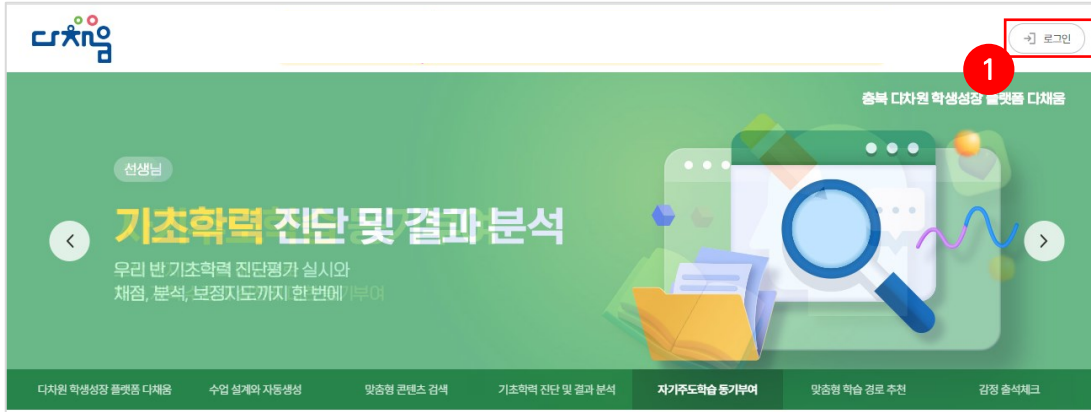 다채움
로그인
1
충북 다차원 학생성장 플랫폼 다채움
선생님
기초학력 진단 및 결과 분석
우리 반 기초학력 진단평가 실시와
채점, 분석, 보정지도까지 한 번에
다차원 학생성장 플랫폼 다채움
수업 설계와 자동생성
맞춤형 콘텐츠 검색
기초학력 진단 및 결과 분석
자기주도학습 동기부여
맞춤형 학습 경로 추천
감정 출석체크